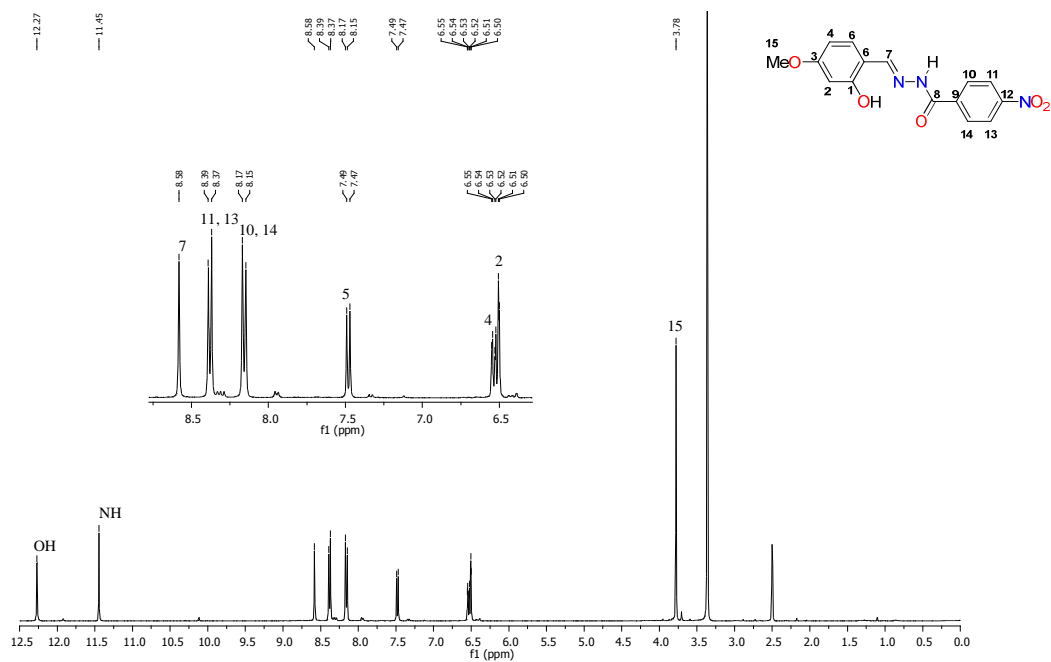 12.27 11.45 8.58 8.39 8.37 8.17 8.15 7.49 7.47 6.55 6.54 6.53 6.52 6.51 6.50 3.78
15 MeO 3 4 6 6 7 2 1 OH N NH H 8 O 9 10 11 12 NO2 14 13
8.58 8.39 8.37 8.17 8.15 7.49 7.47 6.55 6.54 6.53 6.52 6.51 6.50
11, 13
10, 14
7
2
5
4
15
8.5 8.0 7.5 7.0 6.5
f1 (ppm)
NH
OH
12.5 12.0 11.5 11.0 10.5 10.0 9.5 9.0 8.5 8.0 7.5 7.0 6.5 6.0 5.5 5.0 4.5 4.0 3.5 3.0 2.5 2.0 1.5 1.0 0.5 0.0
f1 (ppm)